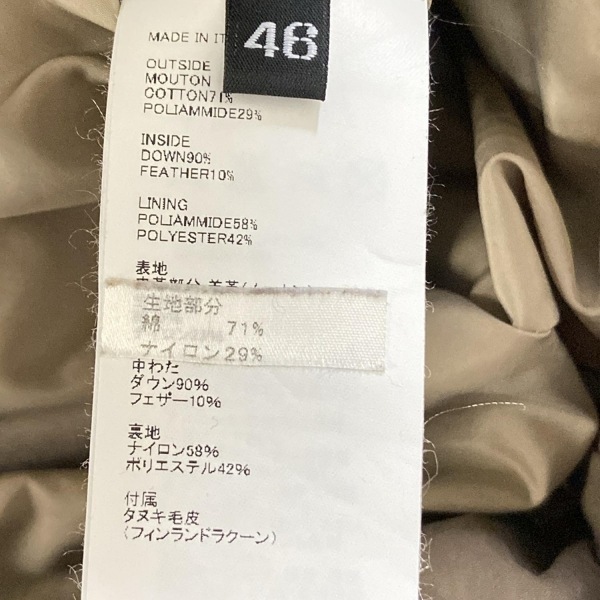 MADE IN IT
46
OUTSIDE
MOUTON
COTTON71%
POLIAMMIDE29%
INSIDE
DOWN90%
FEATHER10%
LINING
POLIAMMIDE58%
POLYESTER42%
表地
生地部分
綿 71%
ナイロン29%
中わた
ダウン90%
フェザー10%
裏地
ナイロン58%
ポリエステル42%
付属
タヌキ毛皮
(フィンランドラクーン)